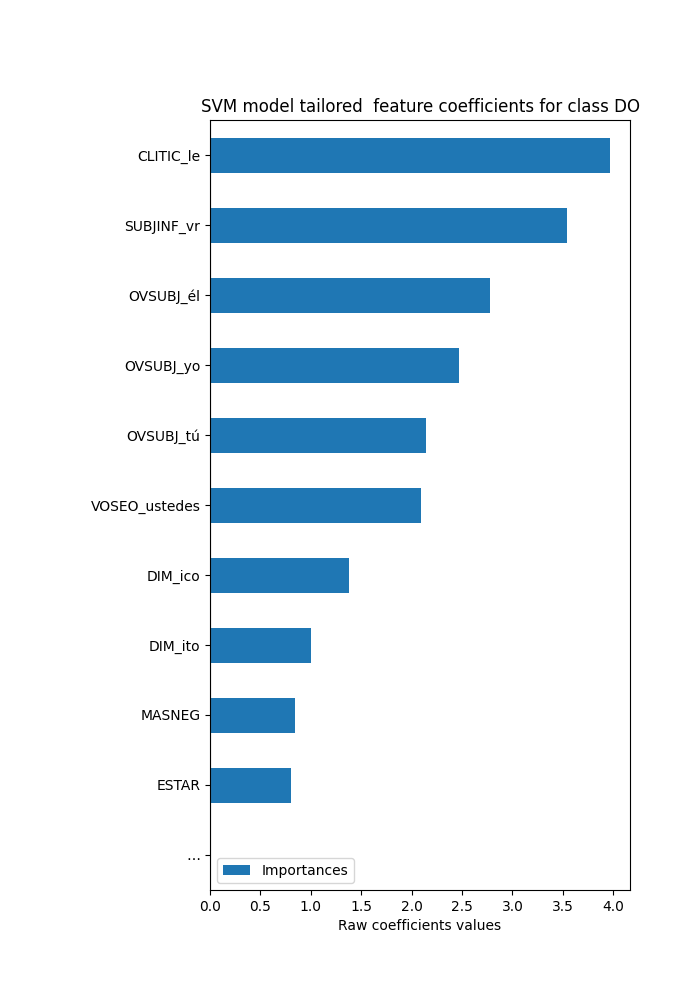 SVM model tailored  feature coefficients for class DO
CLITIC_le
SUBJINF_vr
OVSUBJ_él
OVSUBJ_yo
OVSUBJ_tú
VOSEO_ustedes
DIM_ico
DIM_ito
MASNEG
ESTAR
...
Importances
0.0 0.5 1.0 1.5 2.0 2.5 3.0 3.5 4.0
Raw coefficients values